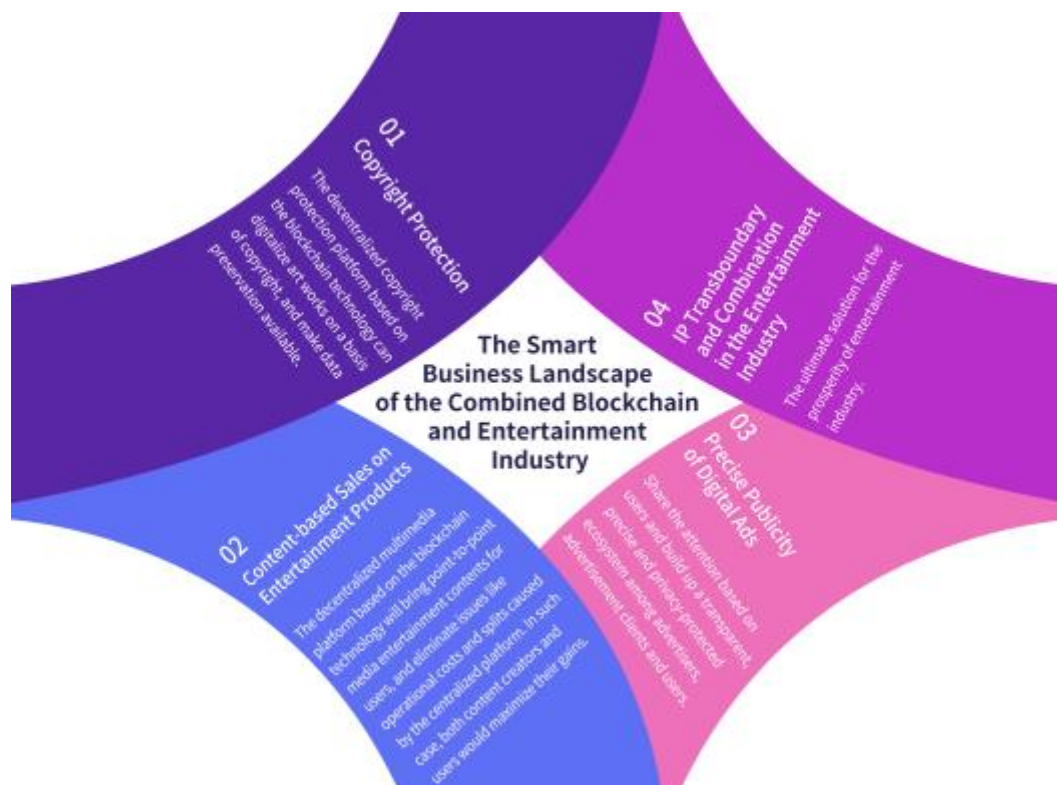 The Smart
Business Landscape
of the Combined Blockchain
and Entertainment
Industry
01
Copyright Protection
The decentralized copyright
protection platform based on
the blockchain technology can
digitalize art works on a basis
of copyright, and make data
preservation available.
02
Content-based Sales on
Entertainment Products
The decentralized multimedia
platform based on the blockchain
technology will bring point-to-point
media entertainment contents for
users, and eliminate issues like
operational costs and splits caused
by the centralized platform. In such
case, both content creators and
users would maximize their gains.
03
Precise Publicity
of Digital Ads
Share the attention based on
users and build up a transparent,
precise and privacy-protected
ecosystem among advertisers,
advertisement clients and users.
04
IP Transboundary
and Combination
in the Entertainment
Industry
The ultimate solution for the
prosperity of entertainment
industry.